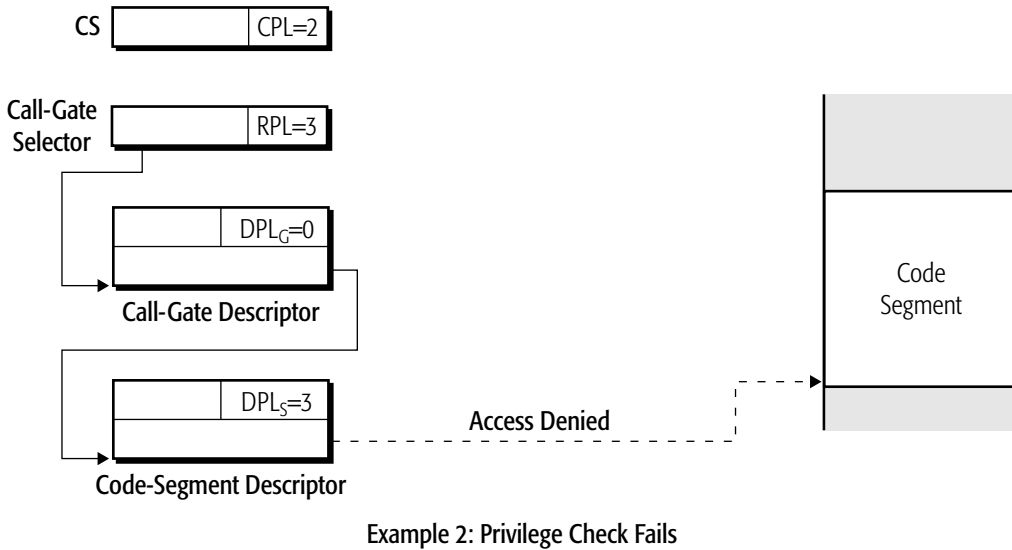 CS
CPL=2
Call-Gate
Selector
RPL=3
DPLG=0
Call-Gate Descriptor
DPLS=3
Code-Segment Descriptor
Access Denied
Code
Segment
Example 2: Privilege Check Fails